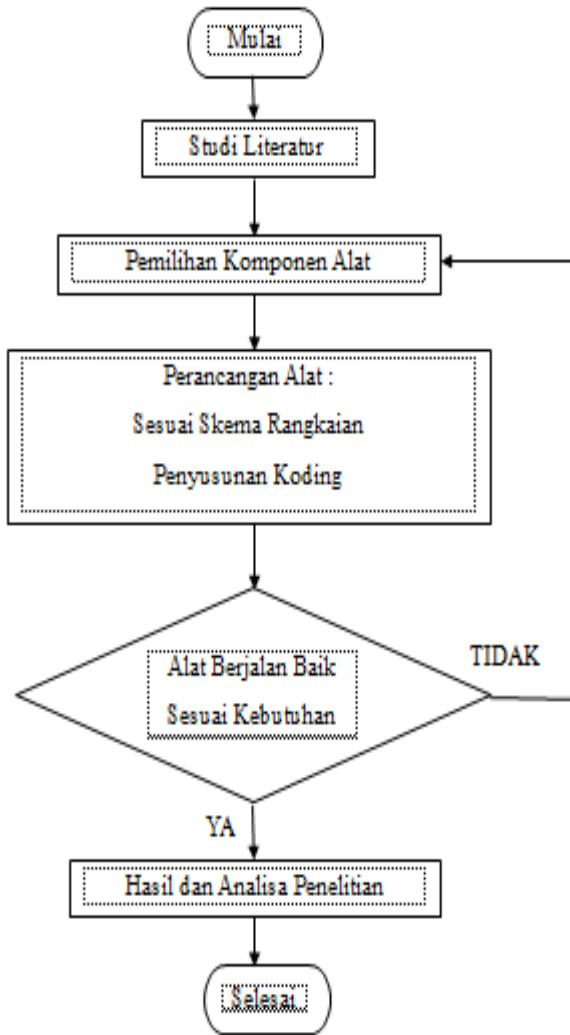 Mulai
Studi Literatur
Pemilihan Komponen Alat
Perancangan Alat :
Sesuai Skema Rangkaian
Penyusunan Koding
Alat Berjalan Baik
Sesuai Kebutuhan
TIDAK
YA
Hasil dan Analisa Penelitian
Selesai